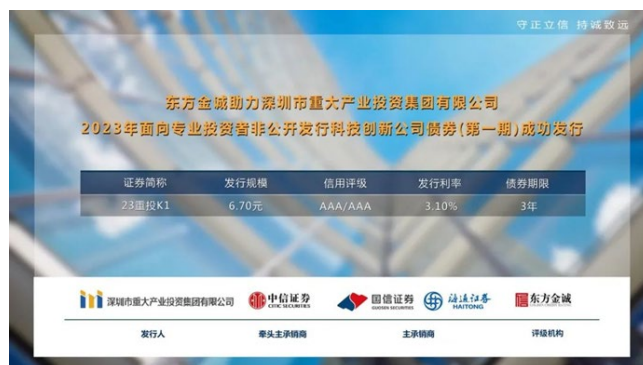 守正立信 持诚致远
东方金诚助力深圳市重大产业投资集团有限公司
2023年面向专业投资者非公开发行科技创新公司债券(第一期)成功发行
证券简称 发行规模 信用评级 发行利率 债券期限
23重投K1 6.70元 AAA/AAA 3.10% 3年
深圳市重大产业投资集团有限公司 中信证券 国信证券 海通证券 东方金诚
CITIC SECURITIES GUOSEN SECURITIES HAITONG
发行人 牵头主承销商 主承销商 评级机构